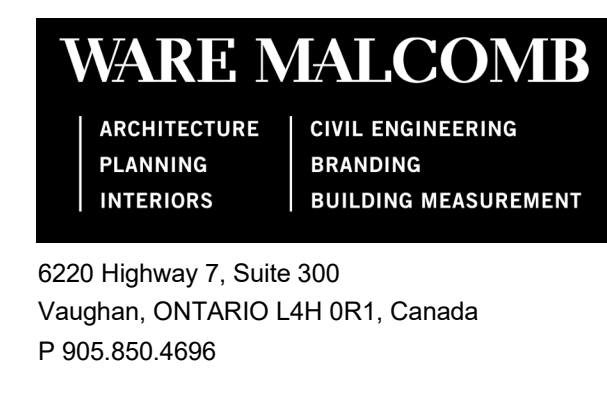 WARE MALCOMB
ARCHITECTURE
PLANNING
INTERIORS
CIVIL ENGINEERING
BRANDING
BUILDING MEASUREMENT
6220 Highway 7, Suite 300
Vaughan, ONTARIO L4H 0R1, Canada
P 905.850.4696